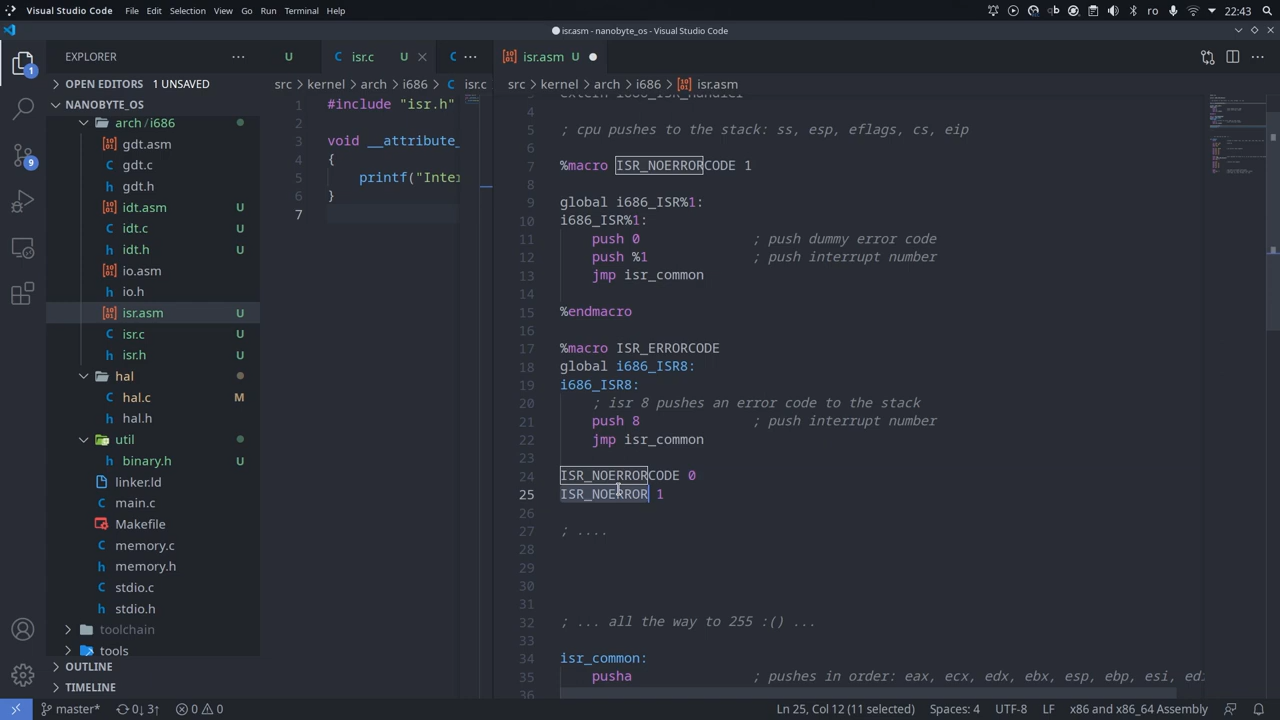 Visual Studio Code File Edit Selection View Go Run Terminal Help ro 22:43
isr.asm - nanobyte_os - Visual Studio Code
EXPLORER
OPEN EDITORS 1 UNSAVED
NANOBYTE_OS
arch / i686
gdt.asm
gdt.c
gdt.h
idt.asm U
idt.c U
idt.h U
io.asm
io.h
isr.asm U
isr.c U
isr.h U
hal
hal.c M
hal.h
util
binary.h U
linker.ld
main.c
Makefile
memory.c
memory.h
stdio.c
stdio.h
toolchain
tools
OUTLINE
TIMELINE
1
9
U isr.c U C
src > kernel > arch > i686 > C isr.c
1 #include "isr.h"
2
3 void __attribute_
4 {
5 printf("Inter
6 }
7
isr.asm U
src > kernel > arch > i686 > isr.asm
4
5 ; cpu pushes to the stack: ss, esp, eflags, cs, eip
6
7 %macro ISR_NOERRORCODE 1
8
9 global i686_ISR%1:
10 i686_ISR%1:
11 push 0 ; push dummy error code
12 push %1 ; push interrupt number
13 jmp isr_common
14
15 %endmacro
16
17 %macro ISR_ERRORCODE
18 global i686_ISR8:
19 i686_ISR8:
20 ; isr 8 pushes an error code to the stack
21 push 8 ; push interrupt number
22 jmp isr_common
23
24 ISR_NOERRORCODE 0
25 ISR_NOERROR 1
26
27 ; ....
28
29
30
31
32 ; ... all the way to 255 :() ...
33
34 isr_common:
35 pusha ; pushes in order: eax, ecx, edx, ebx, esp, ebp, esi, ed
36
master* 0↓ 3↑ 0 0 Ln 25, Col 12 (11 selected) Spaces: 4 UTF-8 LF x86 and x86_64 Assembly